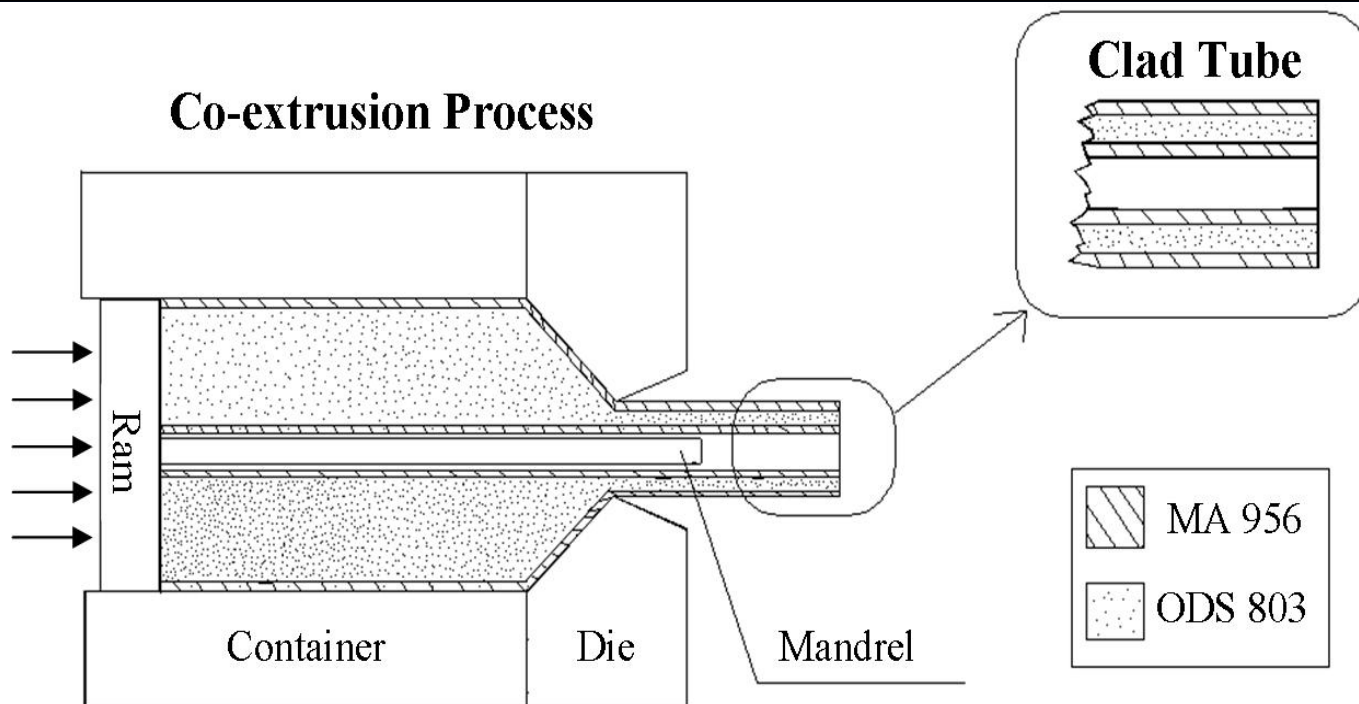 Clad Tube
Co-extrusion Process
Ram
MA 956
ODS 803
Container
Die
Mandrel